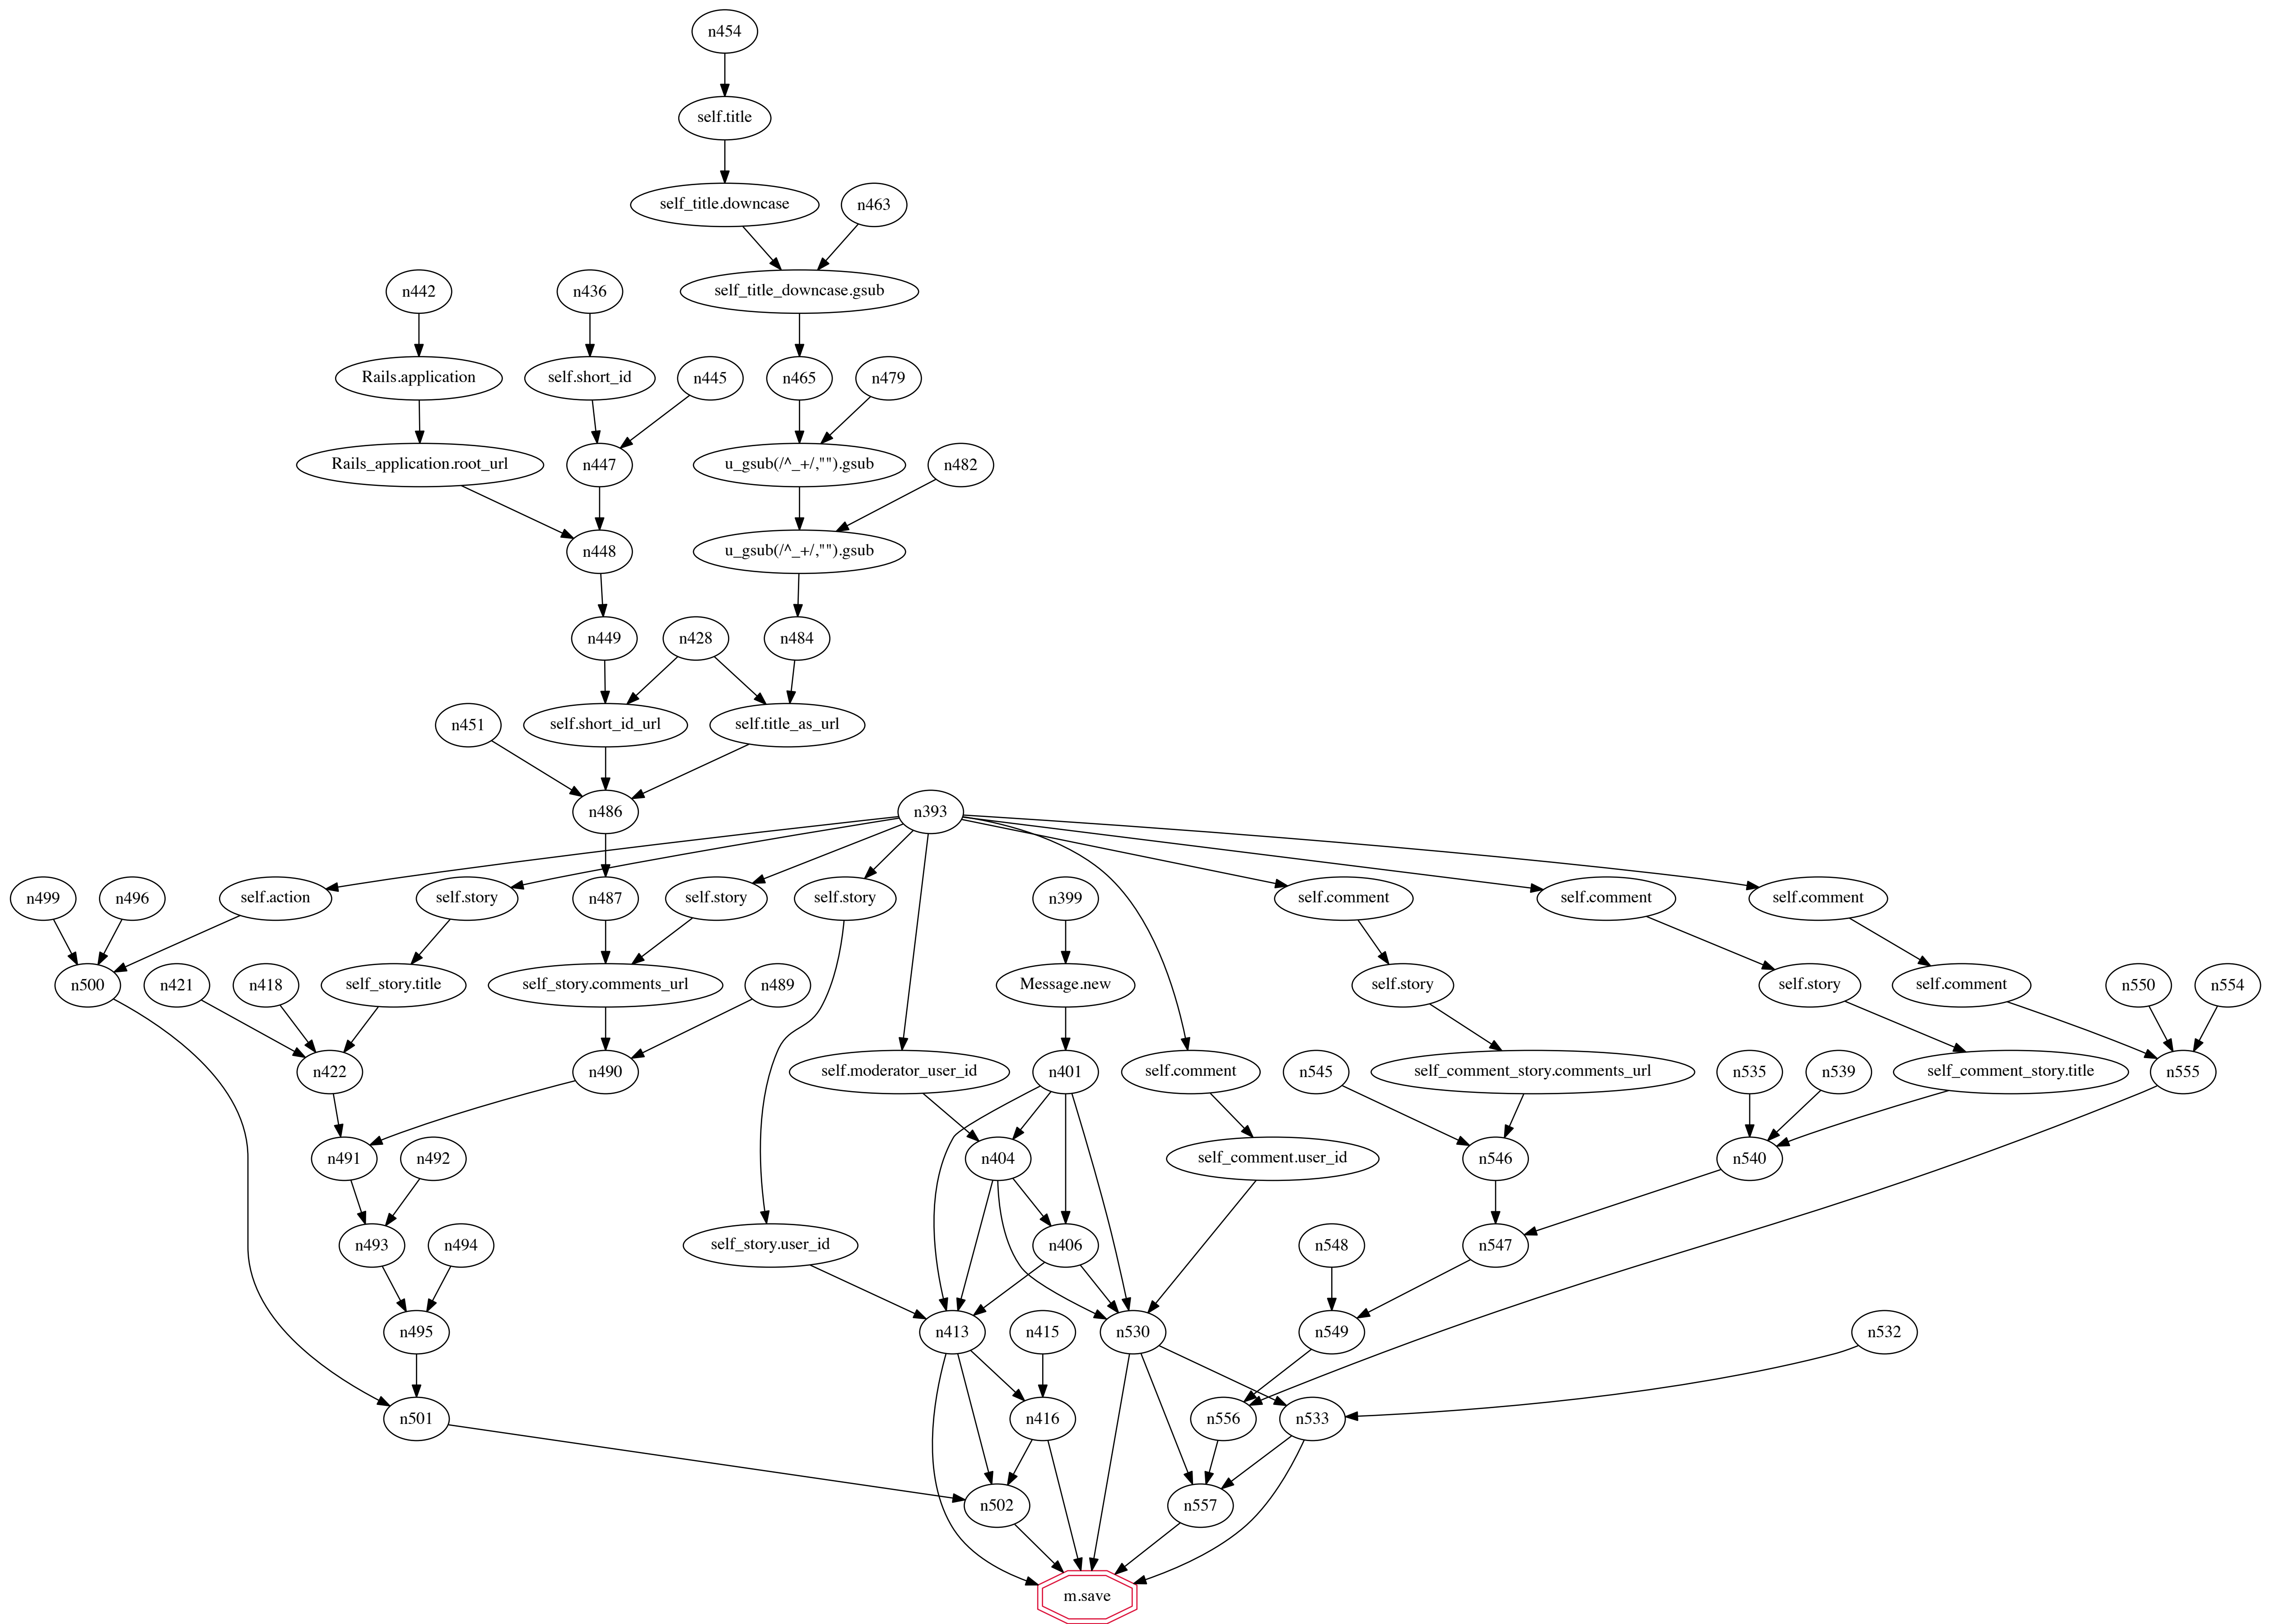 n454
self.title
self_title.downcase
n463
n442
n436
self_title_downcase.gsub
Rails.application
self.short_id
n445
n465
n479
Rails_application.root_url
n447
u_gsub(/^_+/,"").gsub
n482
n448
u_gsub(/^_+/,"").gsub
n449
n428
n484
n451
self.short_id_url
self.title_as_url
n486
n393
n499
n496
self.action
self.story
n487
self.story
self.story
n399
self.comment
self.comment
self.comment
n500
n421
n418
self_story.title
self_story.comments_url
n489
Message.new
self.story
self.story
self.comment
n550
n554
n422
n490
self.moderator_user_id
n401
self.comment
n545
self_comment_story.comments_url
n535
n539
self_comment_story.title
n555
n491
n492
n404
self_comment.user_id
n546
n540
n493
n494
self_story.user_id
n406
n548
n547
n495
n413
n415
n530
n549
n532
n501
n416
n556
n533
n502
n557
m.save